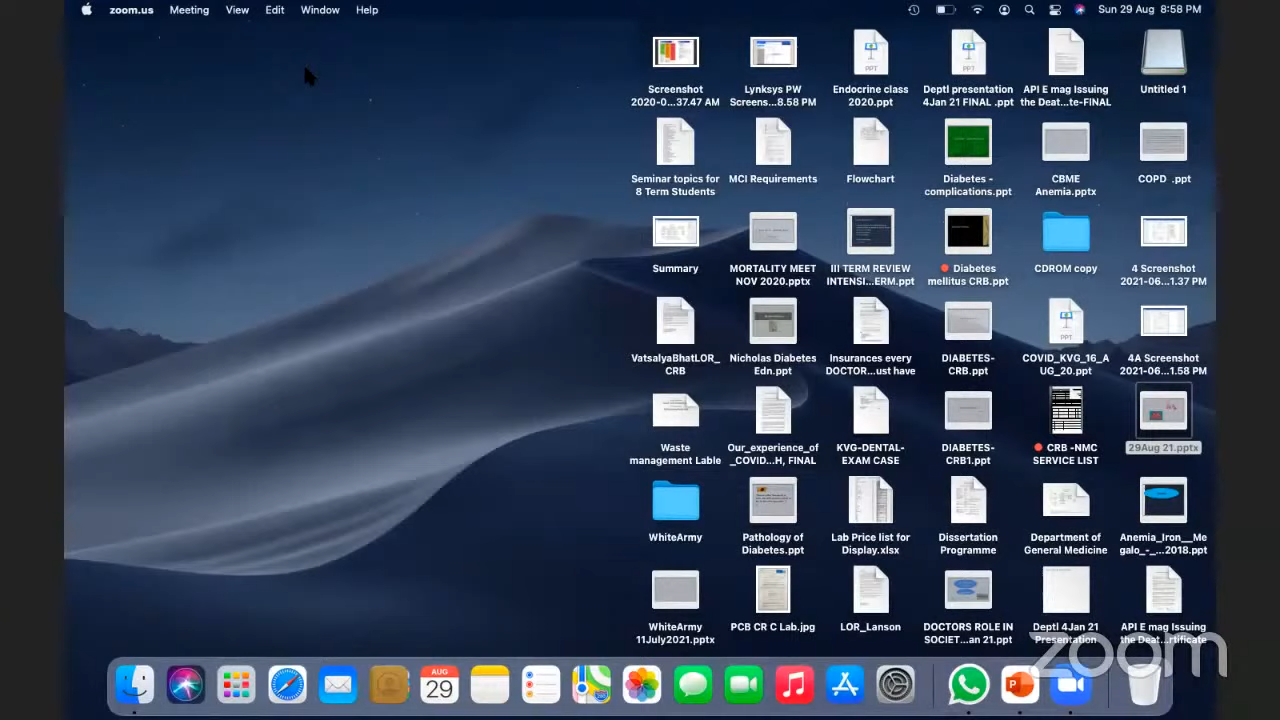 zoom.us Meeting View Edit Window Help
Sun 29 Aug 8:58 PM
Screenshot
2020-0...37.47 AM
Lynksys PW
Screens...8.58 PM
PPT
Endocrine class
2020.ppt
PPT
Deptl presentation
4Jan 21 FINAL .ppt
API E mag Issuing
the Deat...te-FINAL
Untitled 1
Seminar topics for
8 Term Students
MCI Requirements
Flowchart
Diabetes -
complications.ppt
CBME
Anemia.pptx
COPD .ppt
Summary
MORTALITY MEET
NOV 2020.pptx
III TERM REVIEW
INTENSI...ERM.ppt
Diabetes
mellitus CRB.ppt
CDROM copy
4 Screenshot
2021-06...1.37 PM
VatsalyaBhatLOR_
CRB
Nicholas Diabetes
Edn.ppt
Insurances every
DOCTOR...ust have
DIABETES-
CRB.ppt
PPT
COVID_KVG_16_A
UG_20.ppt
4A Screenshot
2021-06...1.58 PM
Waste
management Lable
Our_experience_of
_COVID...H, FINAL
KVG-DENTAL-
EXAM CASE
DIABETES-
CRB1.ppt
CRB -NMC
SERVICE LIST
29Aug 21.pptx
WhiteArmy
Pathology of
Diabetes.ppt
Lab Price list for
Display.xlsx
Dissertation
Programme
Department of
General Medicine
Anemia_Iron__Me
galo_-_...2018.ppt
WhiteArmy
11July2021.pptx
PCB CR C Lab.jpg
LOR_Lanson
DOCTORS ROLE IN
SOCIET...an 21.ppt
Deptl 4Jan 21
Presentation
API E mag Issuing
the Deat...rtificate
zoom
AUG
29
P